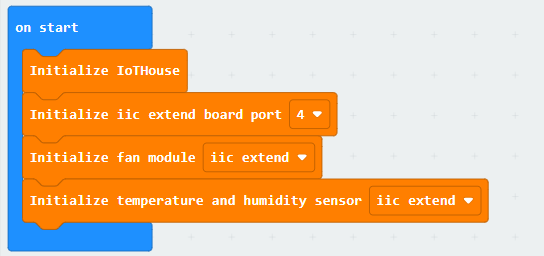 on start
Initialize IoTHouse
Initialize iic extend board port 4
Initialize fan module iic extend
Initialize temperature and humidity sensor iic extend